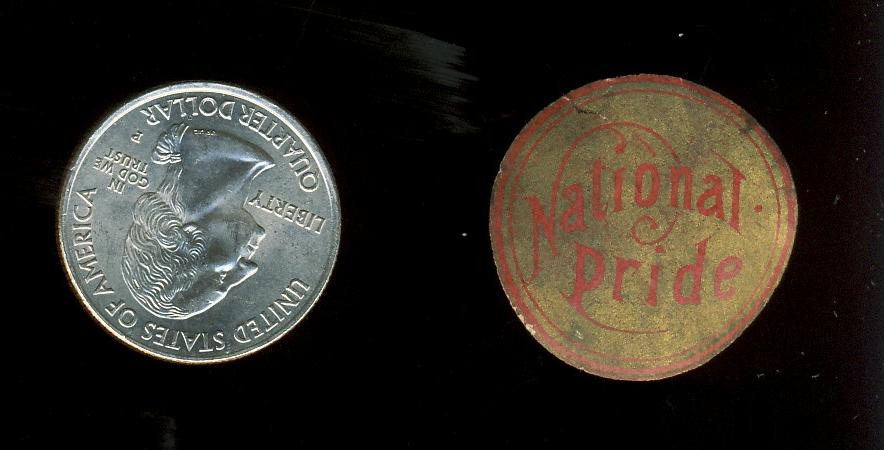 UNITED STATES OF AMERICA
LIBERTY
IN
GOD WE
TRUST
P
QUARTER DOLLAR
National
Pride